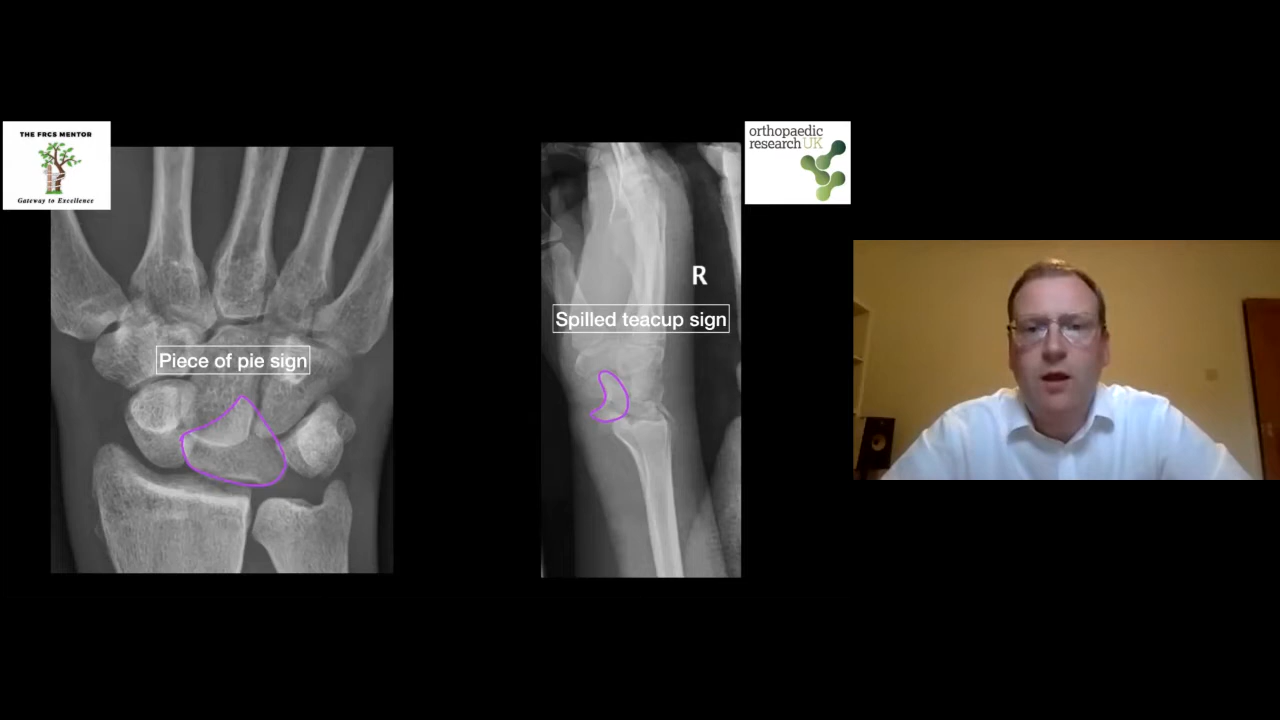 THE FRCS MENTOR
Gateway to Excellence
Piece of pie sign
Spilled teacup sign
R
orthopaedic
research UK